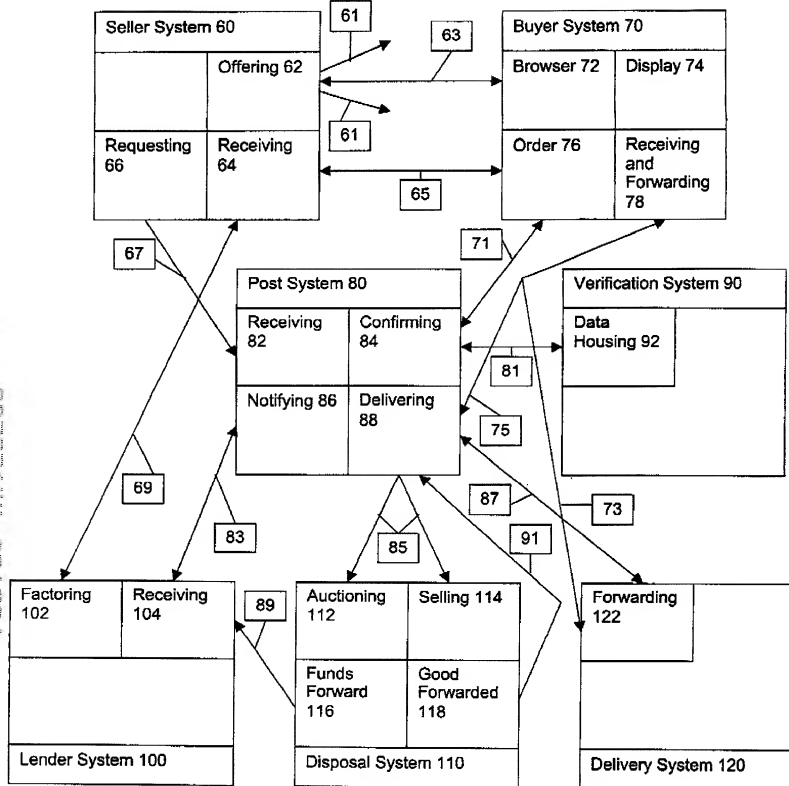 61
Seller System 60
63
Buyer System 70
Offering 62
Browser 72
Display 74
61
Requesting
66
Receiving
64
65
Order 76
Receiving
and
Forwarding
78
67
71
Post System 80
Verification System 90
Receiving
82
Confirming
84
81
Data
Housing 92
Notifying 86
Delivering
88
75
69
83
85
87
91
73
Factoring
102
Receiving
104
89
Auctioning
112
Selling 114
Forwarding
122
Funds
Forward
116
Good
Forwarded
118
Lender System 100
Disposal System 110
Delivery System 120